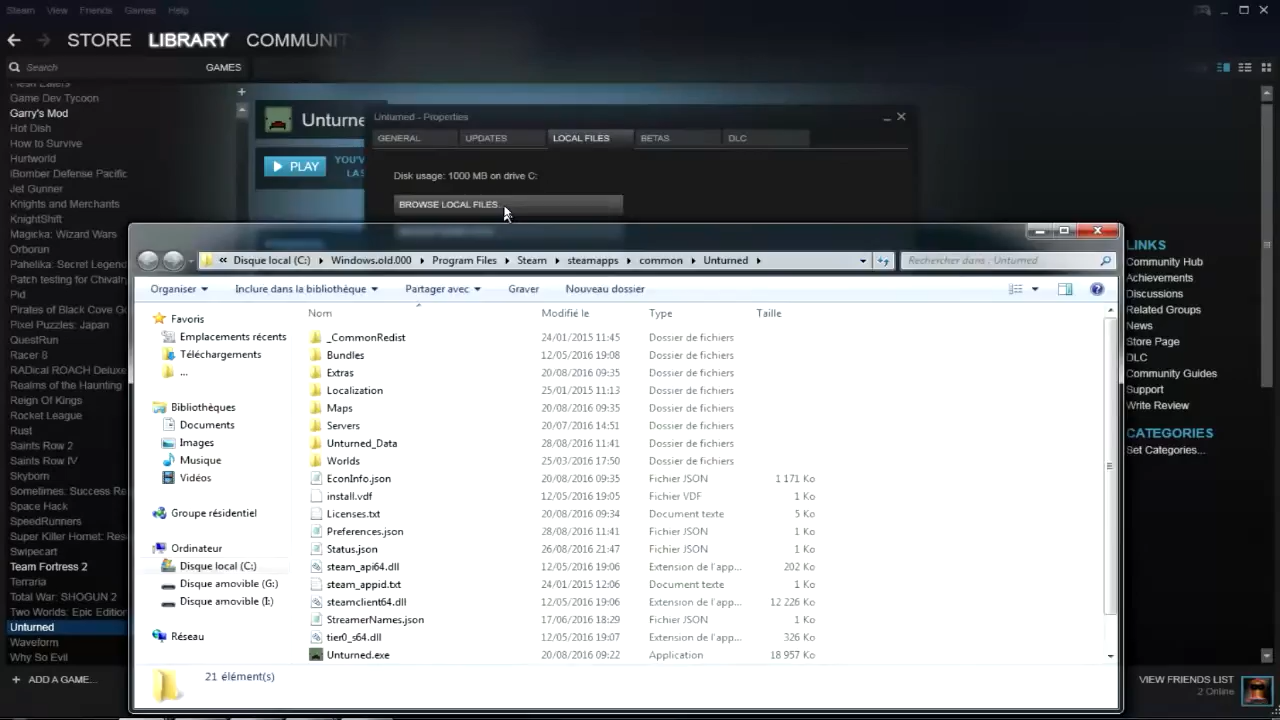 Steam View Friends Games Help
STORE LIBRARY COMMUNIT
Search GAMES
Game Dev Tycoon
Garry's Mod
Hot Dish
How to Survive
Hurtworld
iBomber Defense Pacific
Jet Gunner
Knights and Merchants
KnightShift
Magicka: Wizard Wars
Orborun
Pahelika: Secret Legend
Patch testing for Chivalr
Pid
Pirates of Black Cove Go
Pixel Puzzles: Japan
QuestRun
Racer 8
RADical ROACH Deluxe
Realms of the Haunting
Reign Of Kings
Rocket League
Rust
Saints Row 2
Saints Row IV
Skyborn
Sometimes: Success Re
Space Hack
SpeedRunners
Super Killer Hornet: Res
Swipecart
Team Fortress 2
Terraria
Total War: SHOGUN 2
Two Worlds: Epic Edition
Unturned
Waveform
Why So Evil
+ ADD A GAME...
Unturne
PLAY YOU'V
LAS
Unturned - Properties
GENERAL UPDATES LOCAL FILES BETAS DLC
Disk usage: 1000 MB on drive C:
BROWSE LOCAL FILES...
« Disque local (C:) Windows.old.000 Program Files Steam steamapps common Unturned
Rechercher dans : Unturned
Organiser Inclure dans la bibliothèque Partager avec Graver Nouveau dossier
Favoris
Emplacements récents
Téléchargements
...
Bibliothèques
Documents
Images
Musique
Vidéos
Groupe résidentiel
Ordinateur
Disque local (C:)
Disque amovible (G:)
Disque amovible (I:)
Réseau
Nom Modifié le Type Taille
_CommonRedist 24/01/2015 11:45 Dossier de fichiers
Bundles 12/05/2016 19:08 Dossier de fichiers
Extras 20/08/2016 09:35 Dossier de fichiers
Localization 25/01/2015 11:13 Dossier de fichiers
Maps 20/08/2016 09:35 Dossier de fichiers
Servers 20/07/2016 14:51 Dossier de fichiers
Unturned_Data 28/08/2016 11:41 Dossier de fichiers
Worlds 25/03/2016 17:50 Dossier de fichiers
EconInfo.json 20/08/2016 09:35 Fichier JSON 1 171 Ko
install.vdf 12/05/2016 19:05 Fichier VDF 1 Ko
Licenses.txt 20/08/2016 09:34 Document texte 5 Ko
Preferences.json 28/08/2016 11:41 Fichier JSON 1 Ko
Status.json 26/08/2016 21:47 Fichier JSON 1 Ko
steam_api64.dll 12/05/2016 19:06 Extension de l'app... 202 Ko
steam_appid.txt 24/01/2015 12:06 Document texte 1 Ko
steamclient64.dll 12/05/2016 19:06 Extension de l'app... 12 226 Ko
StreamerNames.json 17/06/2016 18:29 Fichier JSON 1 Ko
tier0_s64.dll 12/05/2016 19:07 Extension de l'app... 326 Ko
Unturned.exe 20/08/2016 09:22 Application 18 957 Ko
21 élément(s)
LINKS
Community Hub
Achievements
Discussions
Related Groups
News
Store Page
DLC
Community Guides
Support
Write Review
CATEGORIES
Set Categories...
VIEW FRIENDS LIST
2 Online